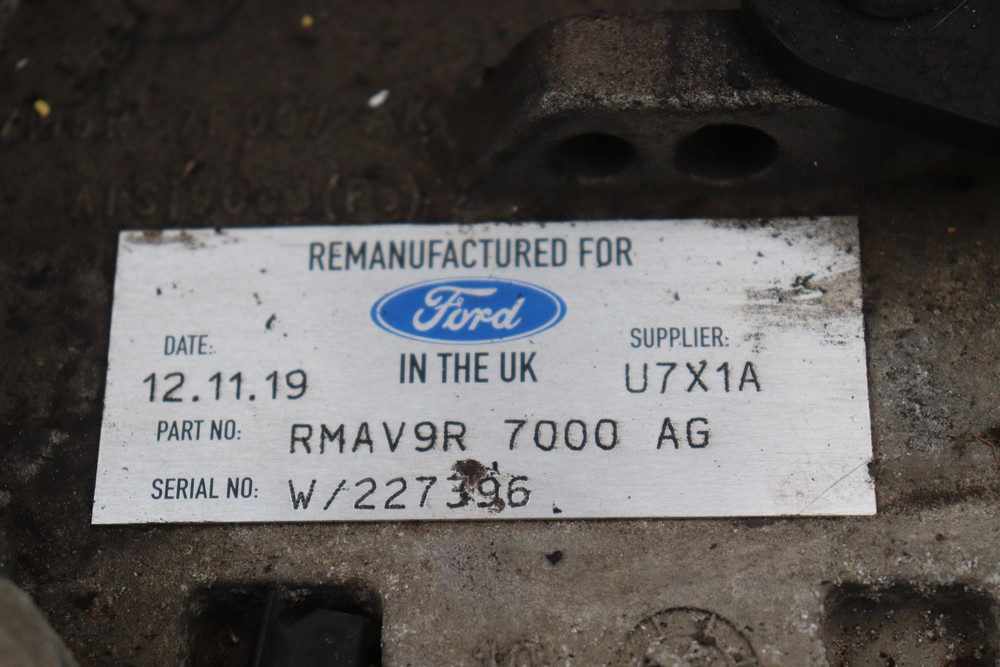 REMANUFACTURED FOR
Ford
IN THE UK
DATE:
12.11.19
SUPPLIER:
U7X1A
PART NO: RMAV9R 7000 AG
SERIAL NO: W/227396